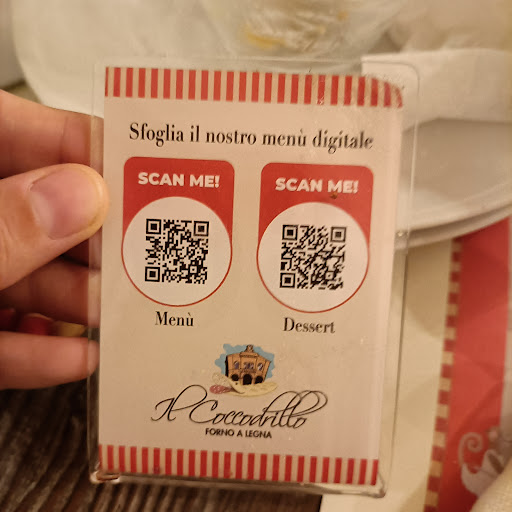 Sfoglia il nostro menù digitale
SCAN ME!
SCAN ME!
Menù
Dessert
Il Coccodrillo
FORNO A LEGNA